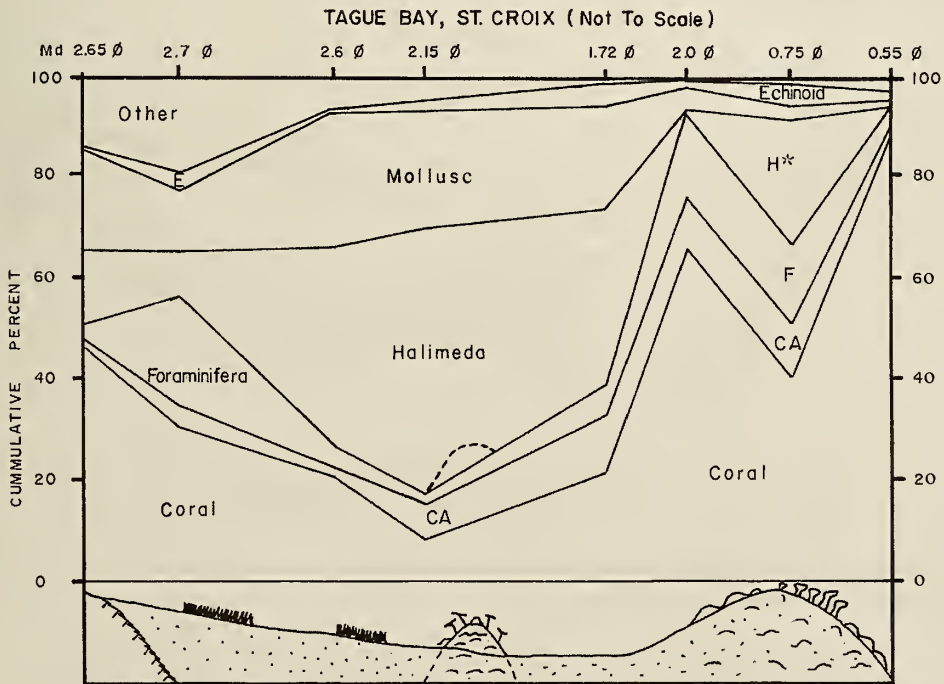 TAGUE BAY, ST. CROIX (Not To Scale)
Md 2.65 Ø 2.7 Ø 2.6 Ø 2.15 Ø 1.72 Ø 2.0 Ø 0.75 Ø 0.55 Ø
100 100
Echinoid
Other
80 80
E
Mollusc
H*
60 60
F
CUMMULATIVE PERCENT
Halimeda
CA
40 40
Foraminifera
20 20
Coral
CA
Coral
0 0